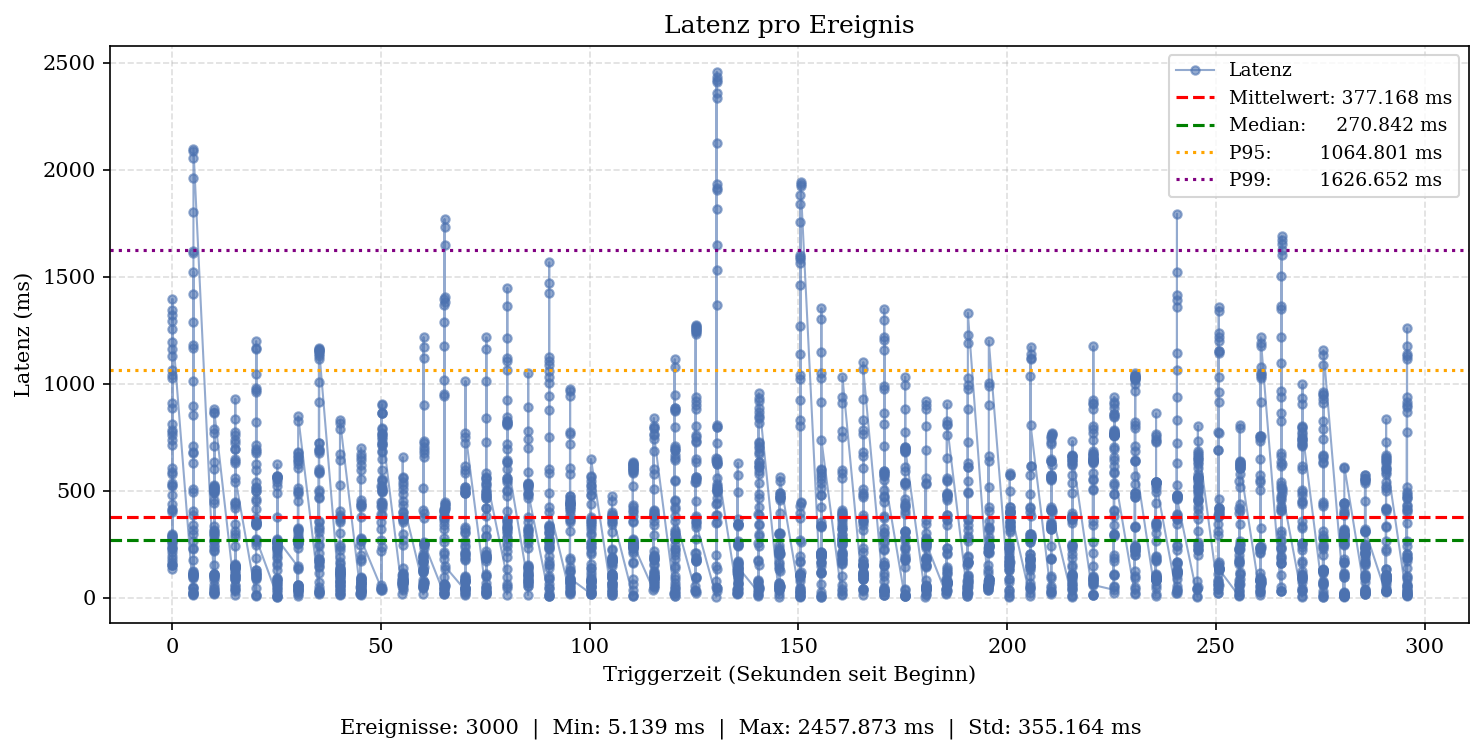 Latenz pro Ereignis
Latenz (ms)
2500
2000
1500
1000
500
0
Latenz
Mittelwert: 377.168 ms
Median: 270.842 ms
P95: 1064.801 ms
P99: 1626.652 ms
0 50 100 150 200 250 300
Triggerzeit (Sekunden seit Beginn)
Ereignisse: 3000 | Min: 5.139 ms | Max: 2457.873 ms | Std: 355.164 ms